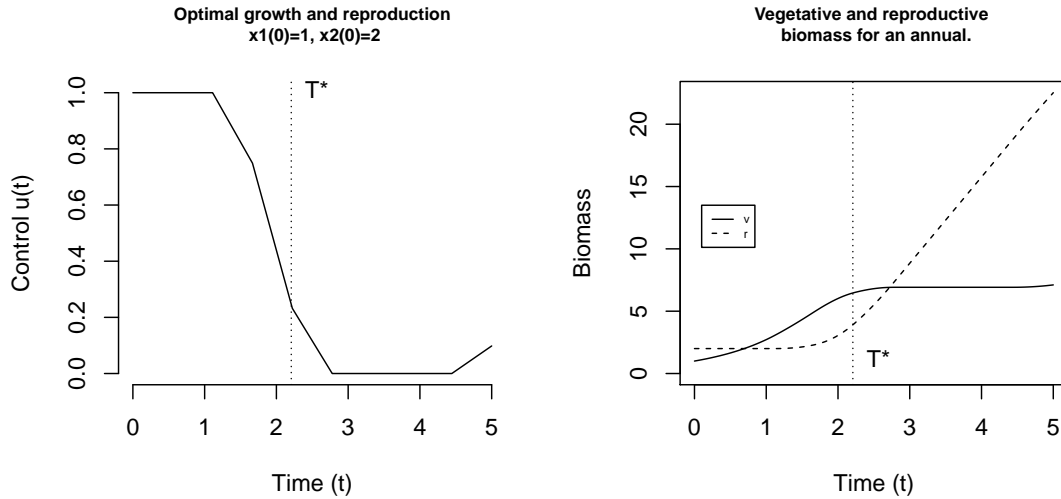 Optimal growth and reproduction
x1(0)=1, x2(0)=2
T*
1.0
0.8
0.6
0.4
0.2
0.0
Control u(t)
0 1 2 3 4 5
Time (t)
Vegetative and reproductive
biomass for an annual.
20
15
10
5
0
Biomass
v
r
T*
0 1 2 3 4 5
Time (t)